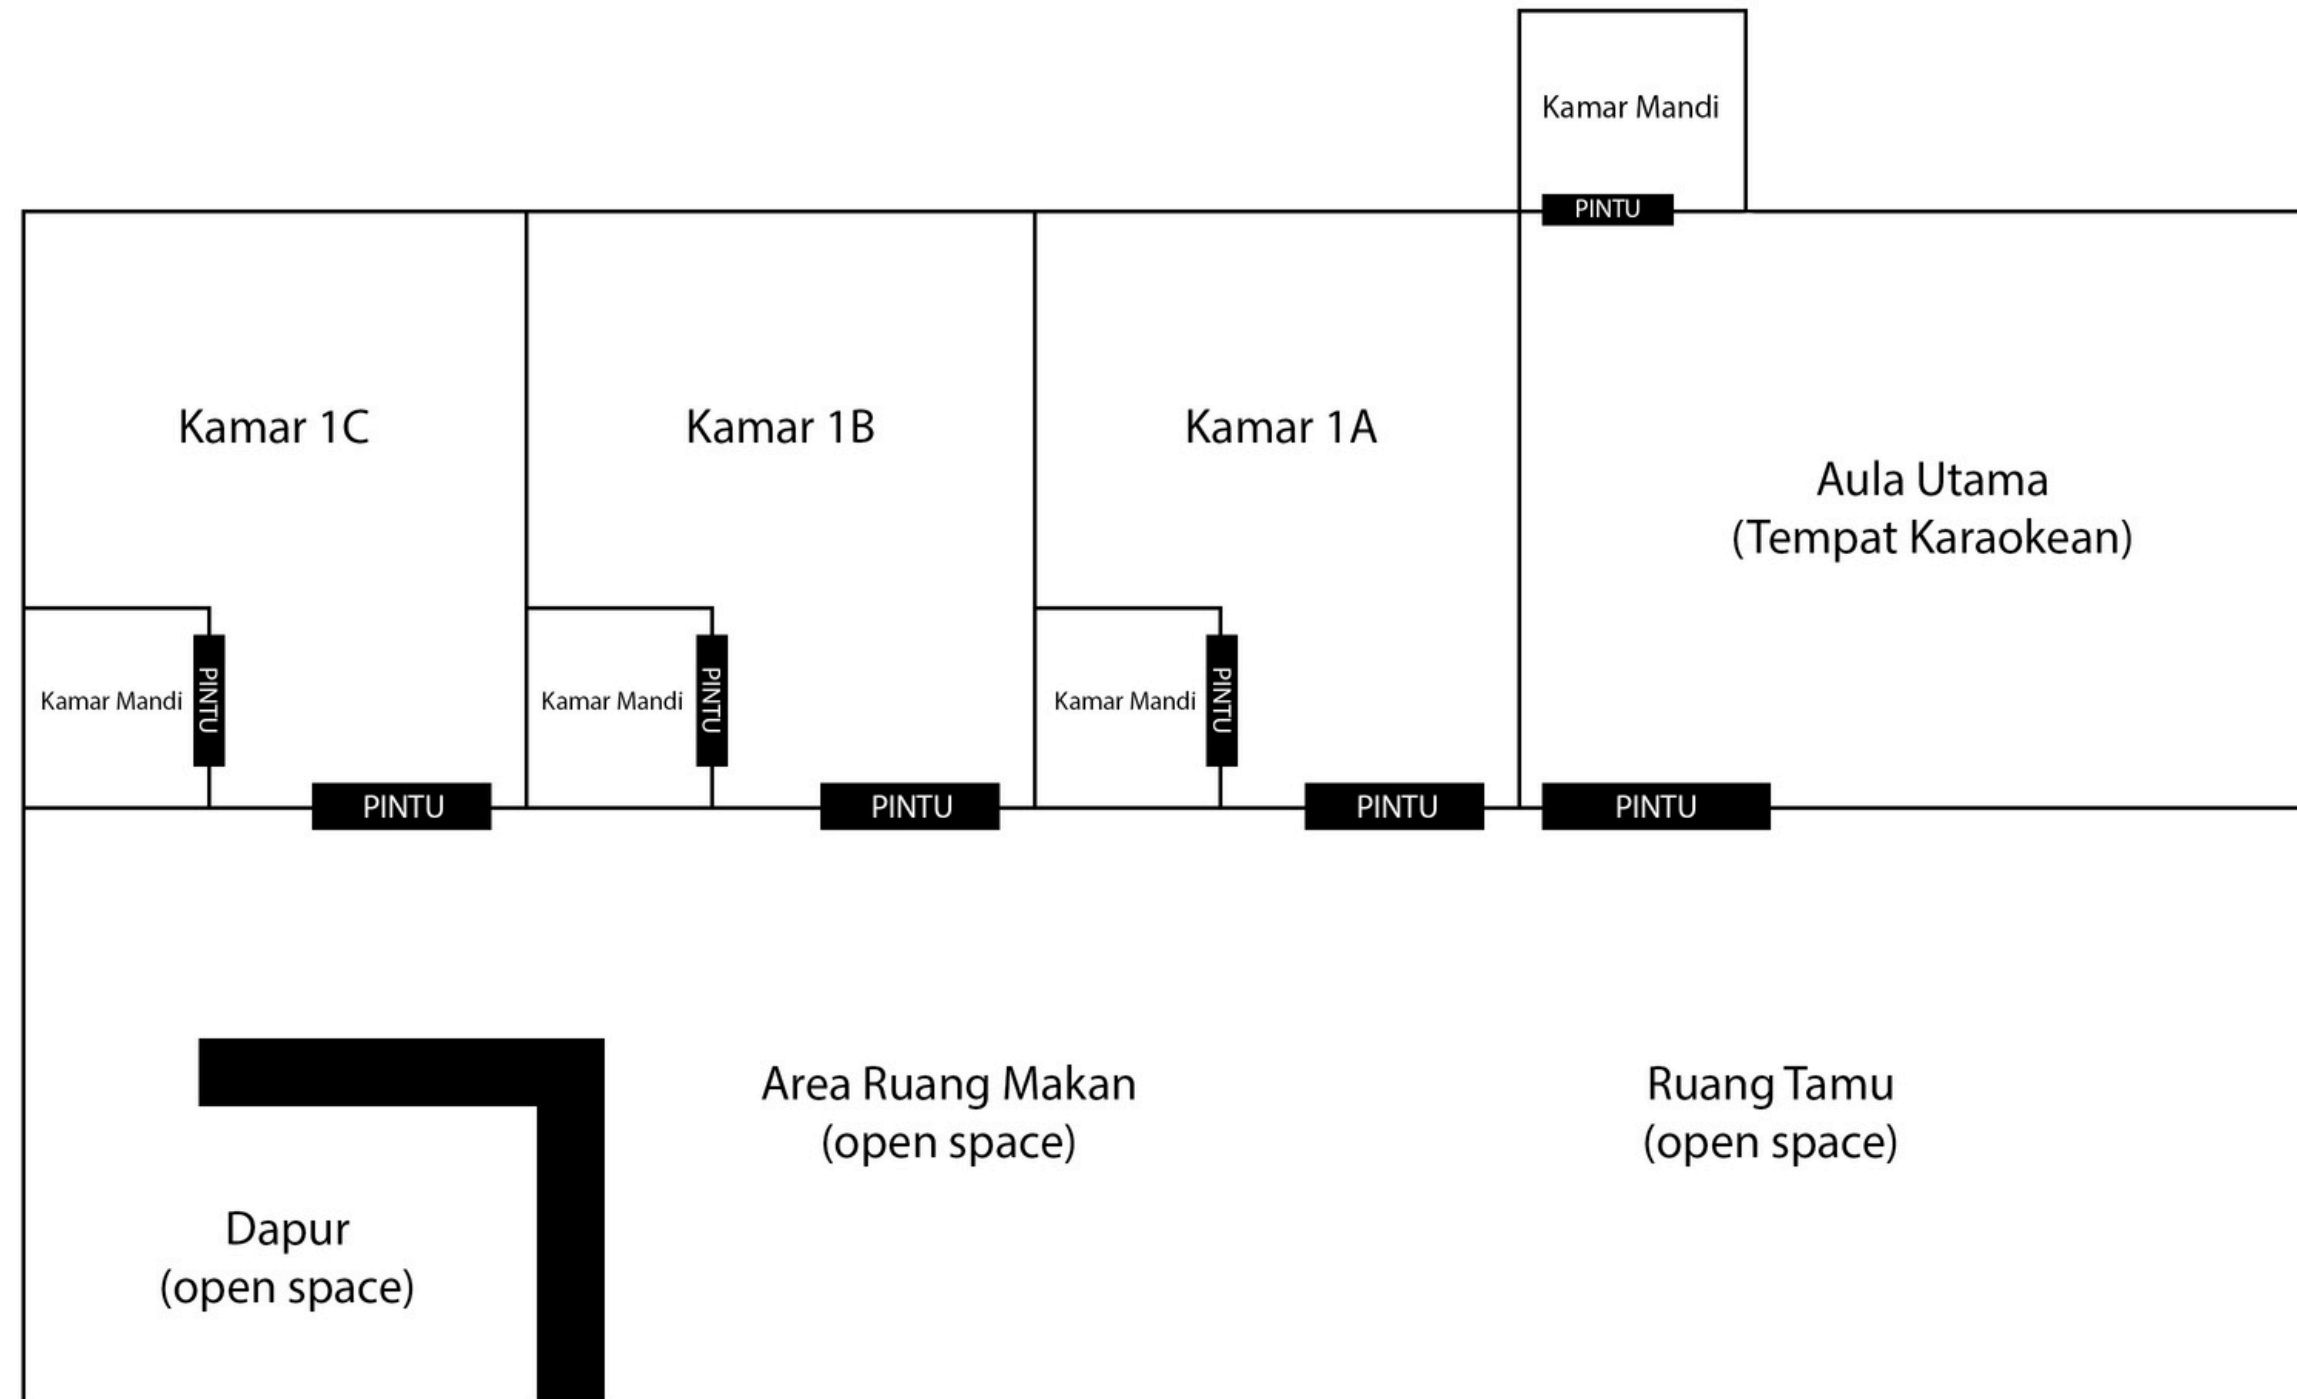 Kamar Mandi
PINTU
Kamar 1C
Kamar 1B
Kamar 1A
Aula Utama
(Tempat Karaokean)
Kamar Mandi
PINTU
Kamar Mandi
PINTU
Kamar Mandi
PINTU
PINTU
PINTU
PINTU
PINTU
Area Ruang Makan
(open space)
Ruang Tamu
(open space)
Dapur
(open space)